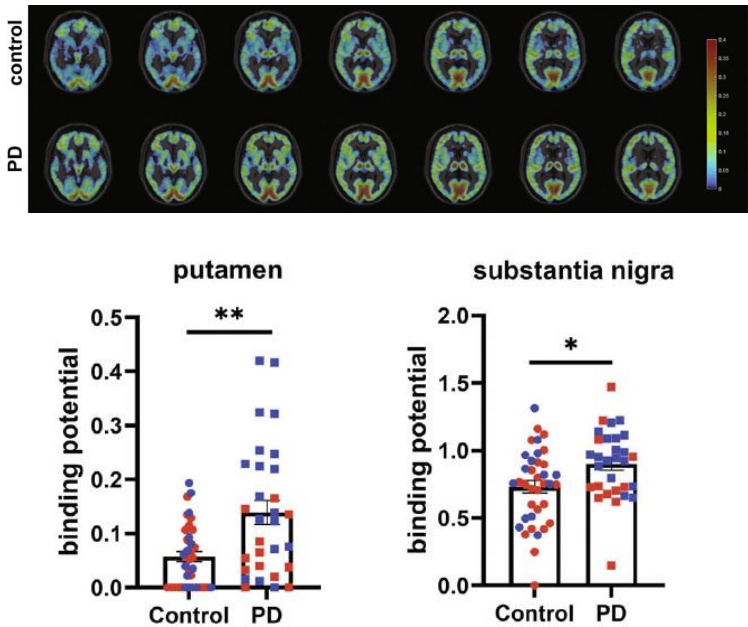 control
PD
0.4
0.35
0.3
0.25
0.2
0.15
0.1
0.05
0
putamen
substantia nigra
**
*
binding potential
0.5
0.4
0.3
0.2
0.1
0.0
Control PD
binding potential
2.0
1.5
1.0
0.5
0.0
Control PD